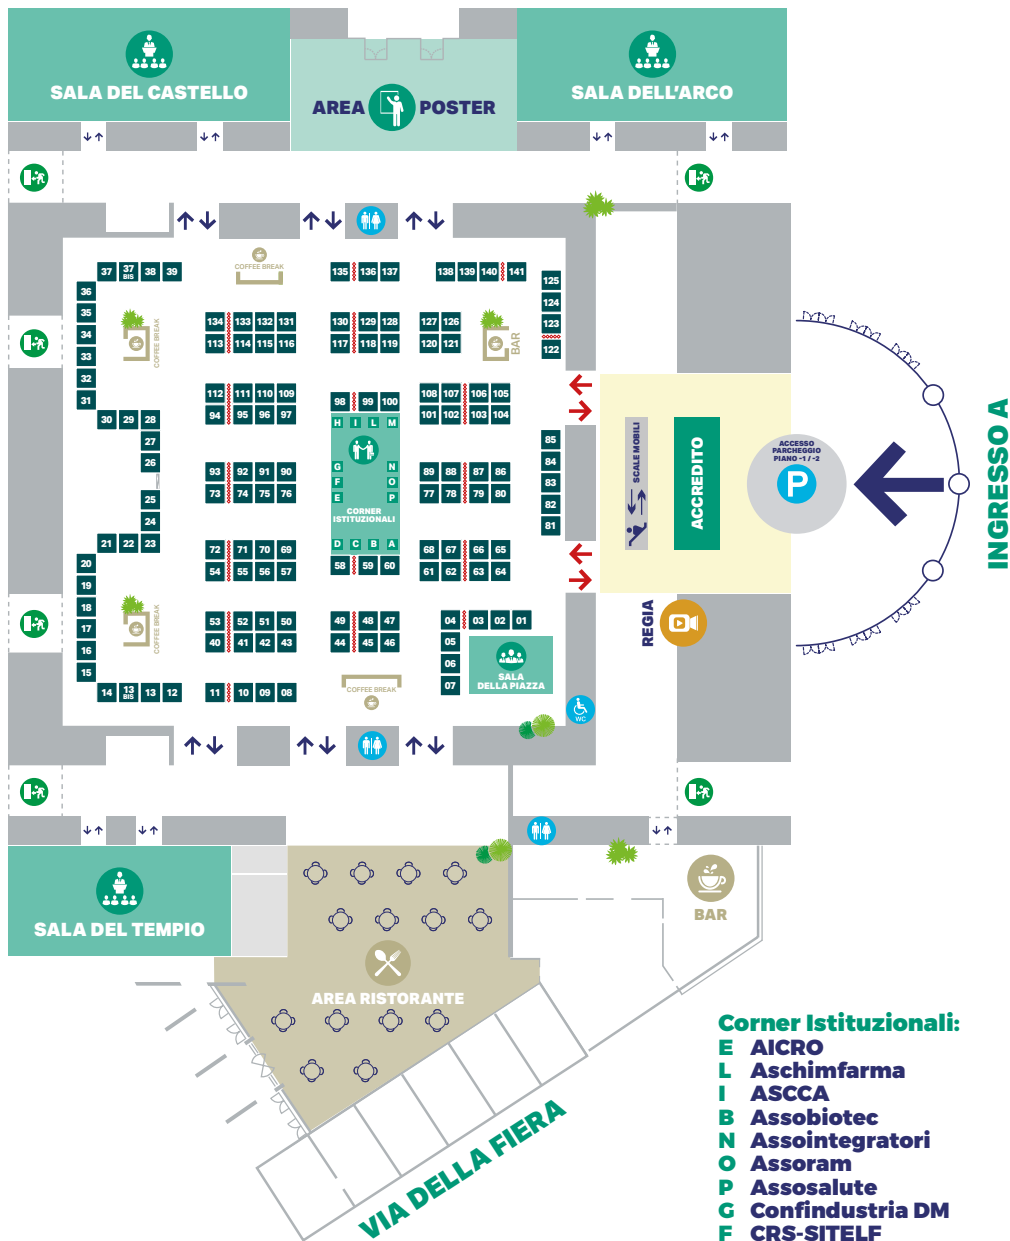 SALA DEL CASTELLO
AREA POSTER
SALA DELL'ARCO
COFFEE BREAK
37 37 BIS 38 39
135 136 137
138 139 140 141
36
35
34
33
32
31
COFFEE BREAK
134 133 132 131
113 114 115 116
130 129 128
117 118 119
127 126
120 121
BAR
125
124
123
122
112 111 110 109
94 95 96 97
98 99 100
108 107 106 105
101 102 103 104
30 29 28
27
26
25
24
21 22 23
H I L M
G N
F O
E P
CORNER
ISTITUZIONALI
D C B A
93 92 91 90
73 74 75 76
89 88 87 86
77 78 79 80
85
84
83
82
81
SCALE MOBILI
ACCREDITO
ACCESSO
PARCHEGGIO
PIANO -1 / -2
P
INGRESSO A
72 71 70 69
54 55 56 57
58 59 60
68 67 66 65
61 62 63 64
20
19
18
17
16
15
COFFEE BREAK
53 52 51 50
40 41 42 43
49 48 47
44 45 46
04 03 02 01
05
06
07
SALA
DELLA PIAZZA
REGIA
14 13 BIS 13 12
11 10 09 08
COFFEE BREAK
WC
SALA DEL TEMPIO
BAR
AREA RISTORANTE
VIA DELLA FIERA
Corner Istituzionali:
E AICRO
L Aschimfarma
I ASCCA
B Assobiotec
N Assointegratori
O Assoram
P Assosalute
G Confindustria DM
F CRS-SITELF